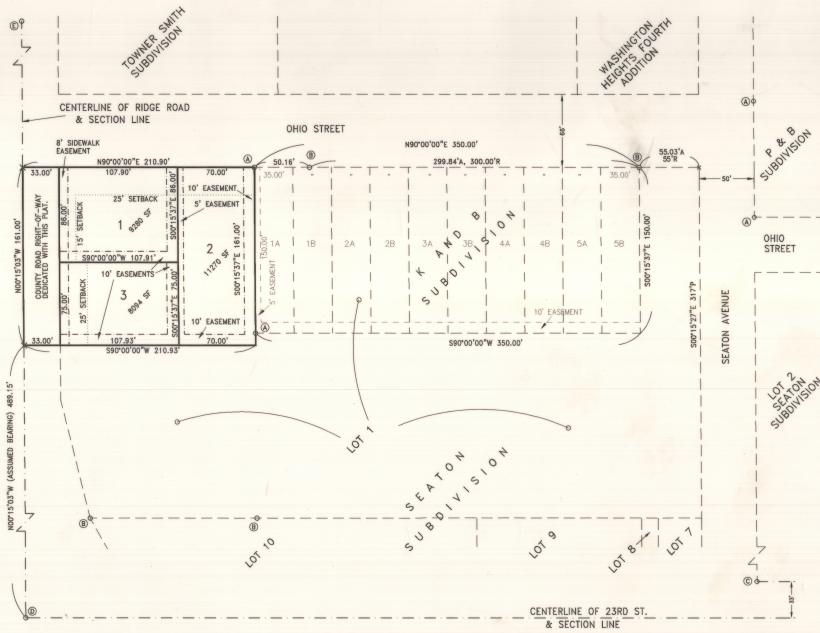 TOWNER SMITH
SUBDIVISION
WASHINGTON
HEIGHTS FOURTH
ADDITION
E
CENTERLINE OF RIDGE ROAD
& SECTION LINE
A
P & B
SUBDIVISION
OHIO STREET
8' SIDEWALK
EASEMENT
N90°00'00"E 210.90'
A
N90°00'00"E 350.00'
50.16'
B
299.84'A, 300.00'R
B
55.03'A
55'R
33.00'
107.90'
70.00'
35.00'
35.00'
50'
25' SETBACK
10' EASEMENT
5' EASEMENT
15' SETBACK
86.00'
S00°15'37"E 86.00'
1
9280 SF
N00°15'03"W 161.00'
COUNTY ROAD RIGHT-OF-WAY
DEDICATED WITH THIS PLAT.
2
11270 SF
S00°15'37"E 161.00'
150.00'
1A
1B
2A
2B
3A
3B
4A
4B
5A
5B
K AND B
SUBDIVISION
S00°15'37"E 150.00'
A
OHIO
STREET
S90°00'00"W 107.91'
10' EASEMENTS
3
8094 SF
75.00'
25' SETBACK
S00°15'37"E 75.00'
5' EASEMENT
10' EASEMENT
10' EASEMENT
A
33.00'
107.93'
70.00'
S90°00'00"W 210.93'
S90°00'00"W 350.00'
S00°15'27"E 317'P
SEATON AVENUE
LOT 2
SEATON
SUBDIVISION
N00°15'03"W (ASSUMED BEARING) 489.15'
LOT 1
SEATON
SUBDIVISION
B
B
LOT 10
LOT 9
LOT 8
LOT 7
C
33'
D
CENTERLINE OF 23RD ST.
& SECTION LINE